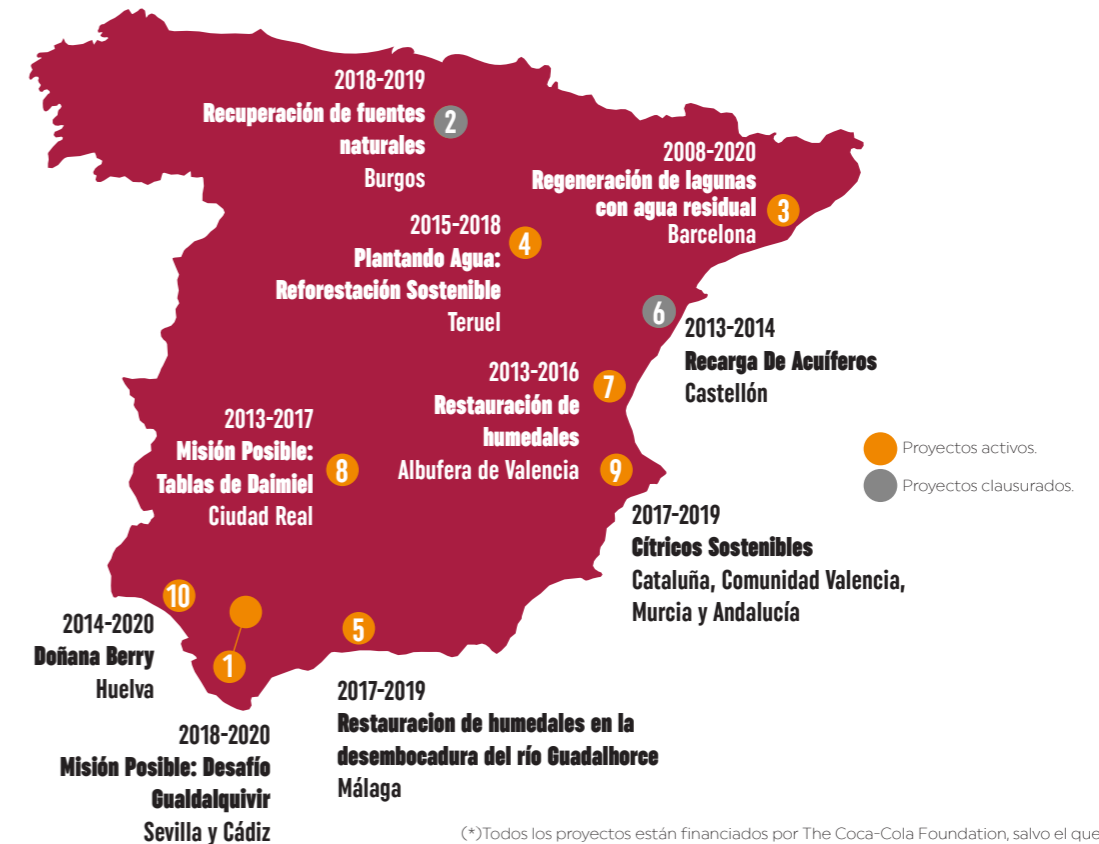 2018-2019
Recuperación de fuentes
naturales
Burgos
2
2008-2020
Regeneración de lagunas
con agua residual
Barcelona
3
2015-2018
Plantando Agua:
Reforestación Sostenible
Teruel
4
6
2013-2014
Recarga De Acuíferos
Castellón
2013-2016
Restauración de
humedales
Albufera de Valencia
7
2013-2017
Misión Posible:
Tablas de Daimiel
Ciudad Real
8
9
Proyectos activos.
Proyectos clausurados.
2017-2019
Cítricos Sostenibles
Cataluña, Comunidad Valencia,
Murcia y Andalucía
10
2014-2020
Doñana Berry
Huelva
1
5
2018-2020
Misión Posible: Desafío
Gualdalquivir
Sevilla y Cádiz
2017-2019
Restauracion de humedales en la
desembocadura del río Guadalhorce
Málaga
(*)Todos los proyectos están financiados por The Coca-Cola Foundation, salvo el que